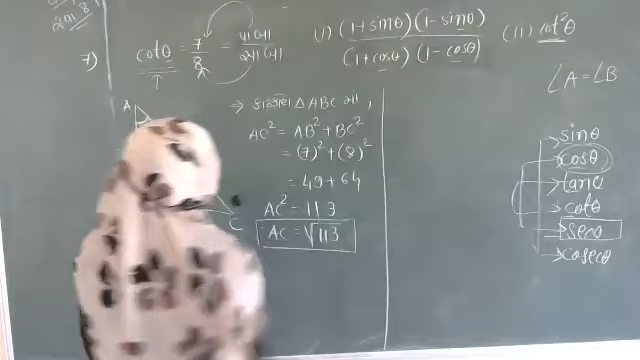 7) cotθ = 7/8
(i) (1+sinθ)(1-sinθ)/(1+cosθ)(1-cosθ) (ii) cot²θ
∠A = ∠B
A
⇒ કાટકોણ △ ABC માં,
AC² = AB² + BC²
= (7)² + (8)²
= 49 + 64
AC² = 113
AC = √113
C
sinθ
cosθ
tanθ
cotθ
secθ
cosecθ